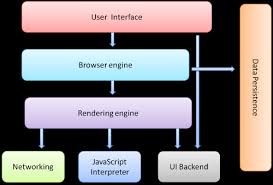 User Interface
Browser engine
Rendering engine
Data Persistence
Networking
JavaScript
Interpreter
UI Backend